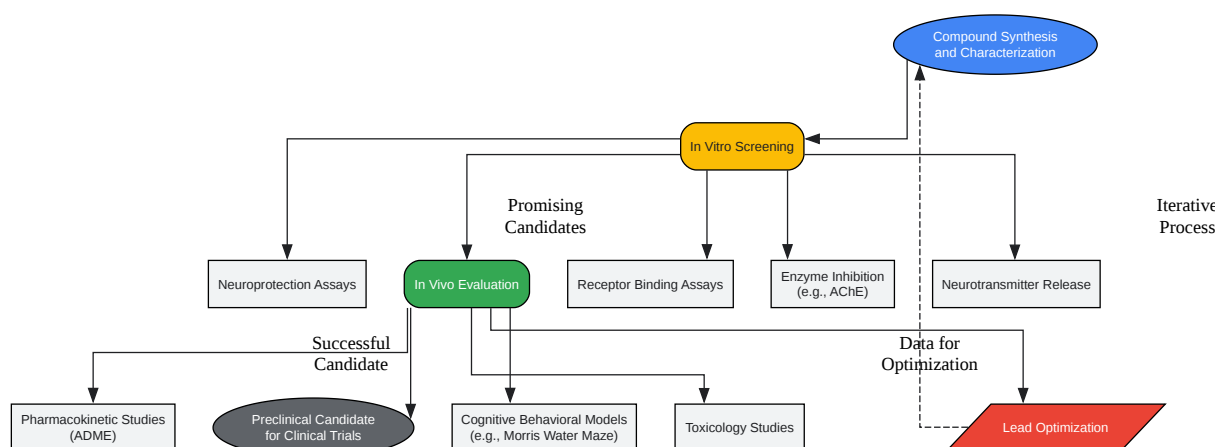 Compound Synthesis
and Characterization
In Vitro Screening
Promising
Candidates
Iterative
Process
Neuroprotection Assays
In Vivo Evaluation
Receptor Binding Assays
Enzyme Inhibition
(e.g., AChE)
Neurotransmitter Release
Successful
Candidate
Data for
Optimization
Pharmacokinetic Studies
(ADME)
Preclinical Candidate
for Clinical Trials
Cognitive Behavioral Models
(e.g., Morris Water Maze)
Toxicology Studies
Lead Optimization